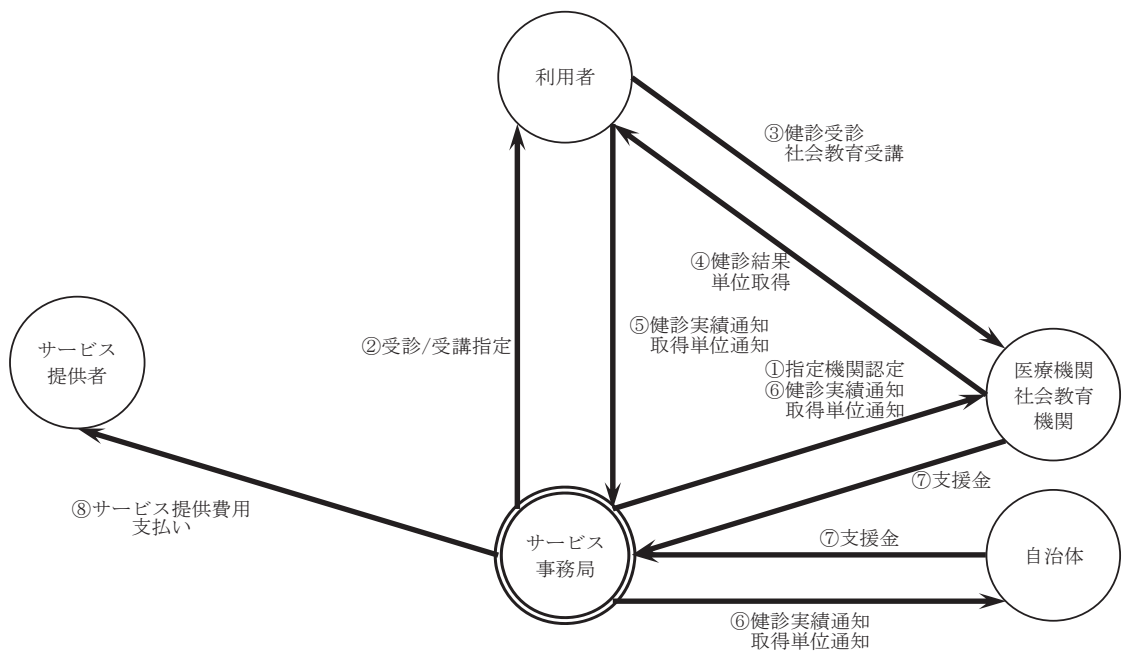 利用者
③健診受診
社会教育受講
④健診結果
単位取得
サービス
提供者
②受診/受講指定
⑤健診実績通知
取得単位通知
①指定機関認定
⑥健診実績通知
取得単位通知
医療機関
社会教育
機関
⑦支援金
⑧サービス提供費用
支払い
サービス
事務局
⑦支援金
自治体
⑥健診実績通知
取得単位通知